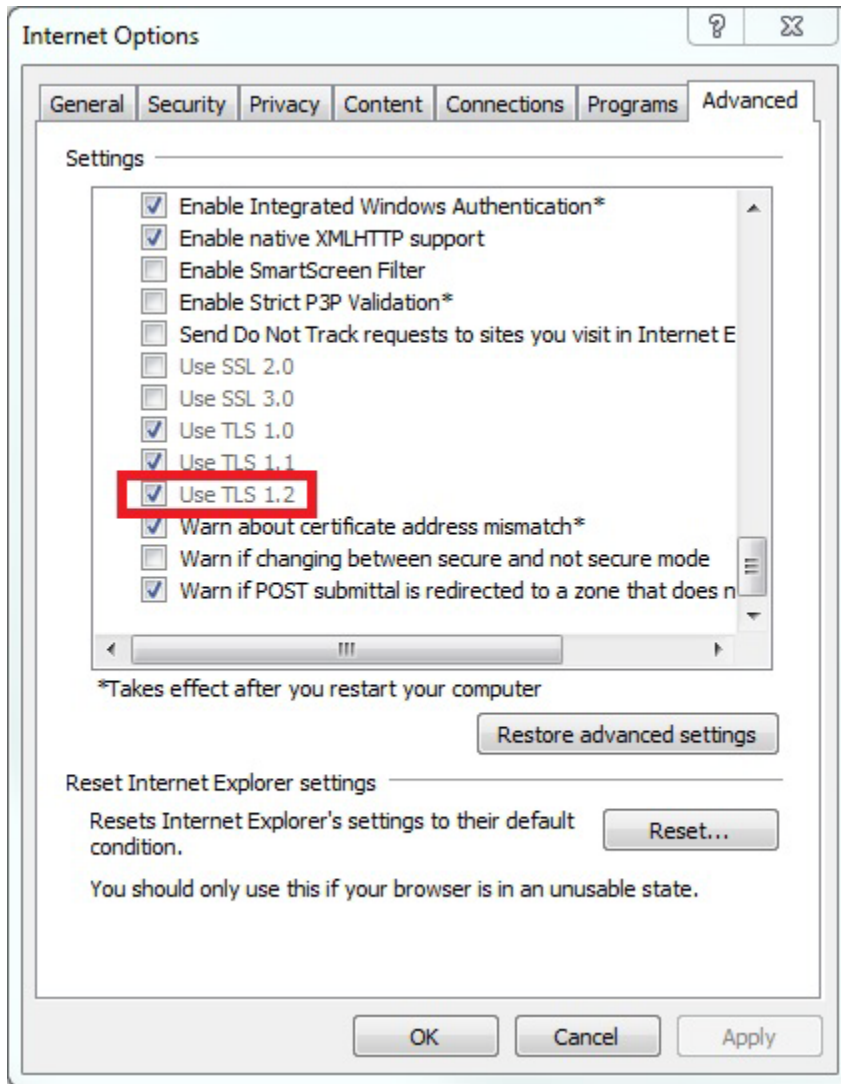 Internet Options
General Security Privacy Content Connections Programs Advanced
Settings
Enable Integrated Windows Authentication*
Enable native XMLHTTP support
Enable SmartScreen Filter
Enable Strict P3P Validation*
Send Do Not Track requests to sites you visit in Internet E
Use SSL 2.0
Use SSL 3.0
Use TLS 1.0
Use TLS 1.1
Use TLS 1.2
Warn about certificate address mismatch*
Warn if changing between secure and not secure mode
Warn if POST submittal is redirected to a zone that does n
*Takes effect after you restart your computer
Restore advanced settings
Reset Internet Explorer settings
Resets Internet Explorer's settings to their default
condition.
Reset...
You should only use this if your browser is in an unusable state.
OK Cancel Apply